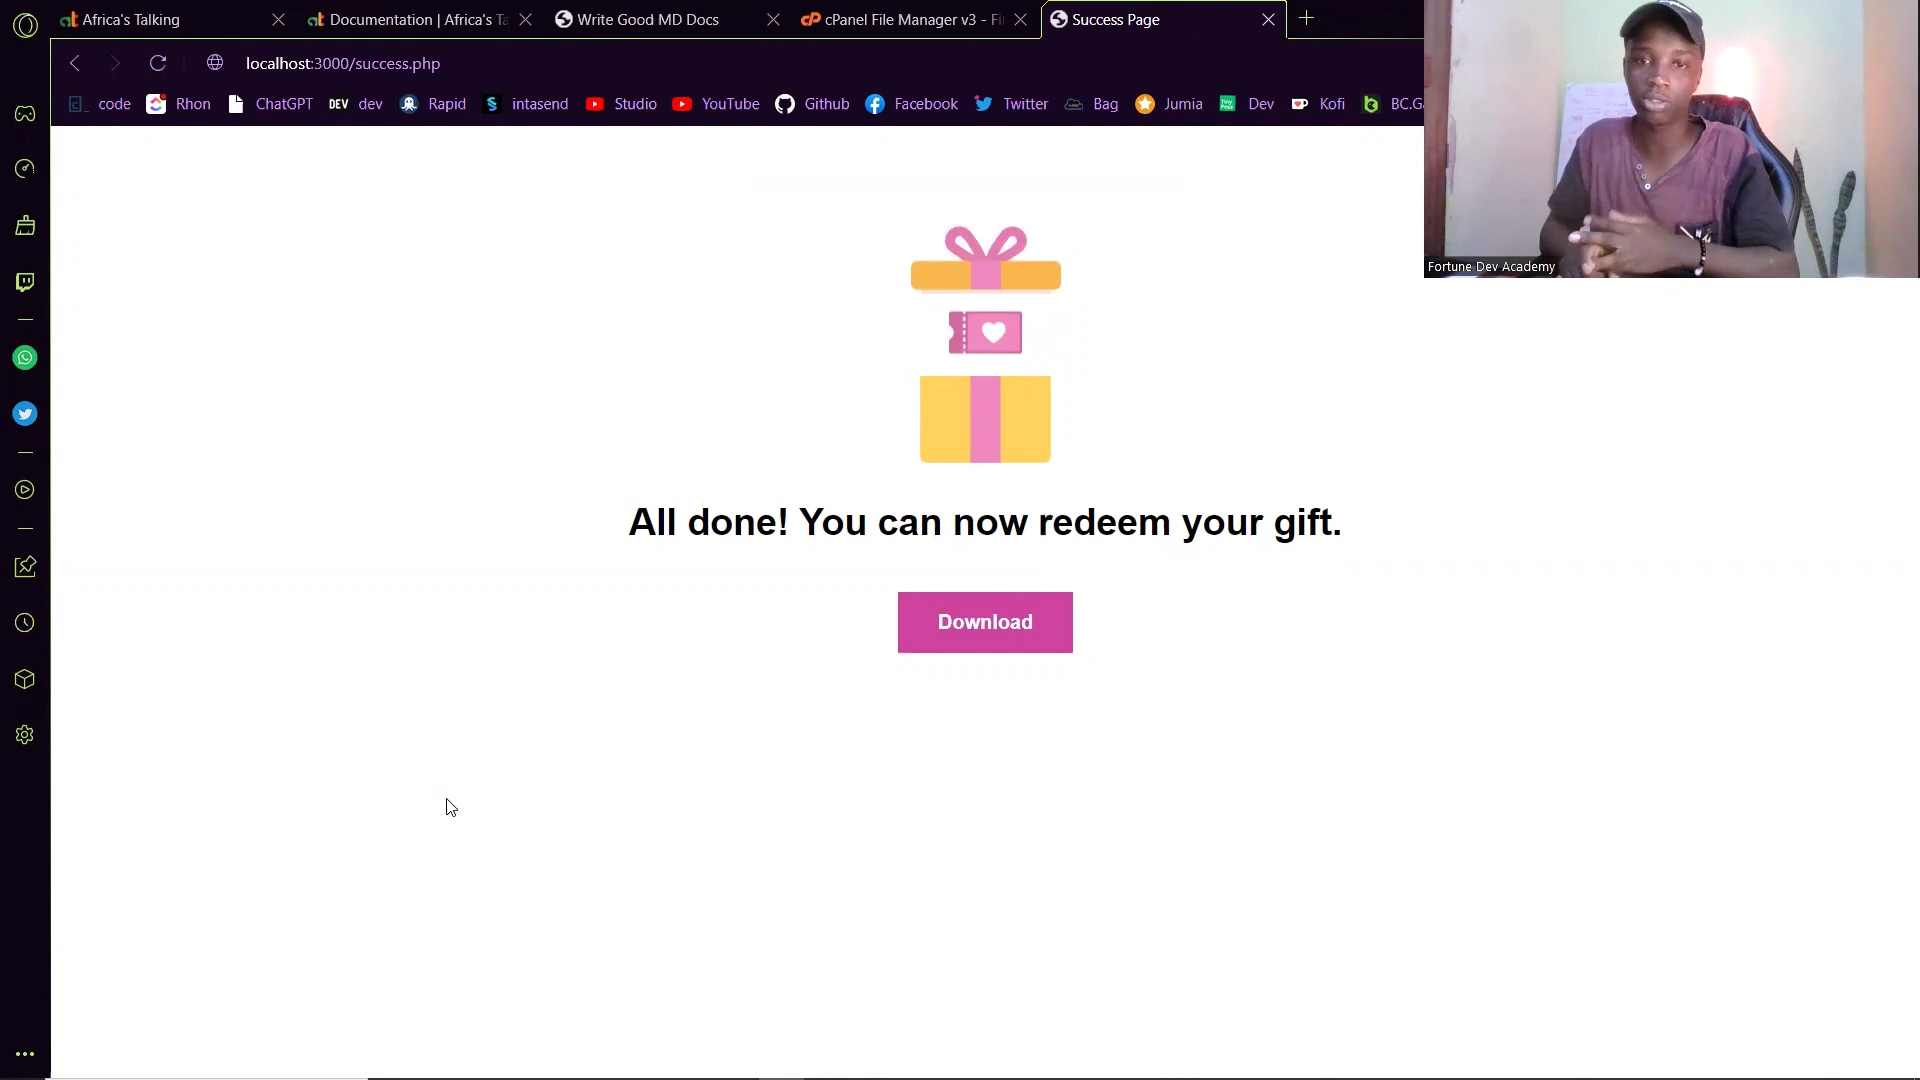 Africa's Talking
Documentation | Africa's Ta
Write Good MD Docs
cPanel File Manager v3 - Fi
Success Page
localhost:3000/success.php
code
Rhon
ChatGPT
DEV dev
Rapid
intasend
Studio
YouTube
Github
Facebook
Twitter
Bag
Jumia
Dev
Kofi
BC.G
Fortune Dev Academy
All done! You can now redeem your gift.
Download